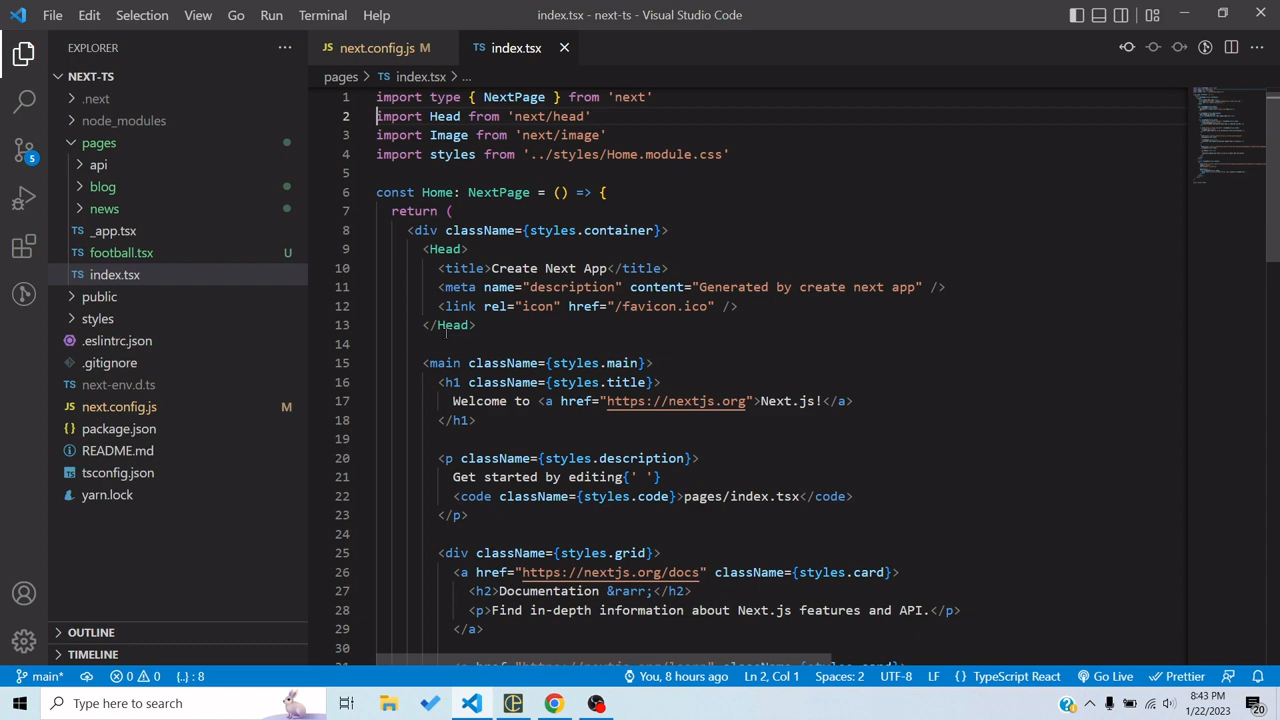 File Edit Selection View Go Run Terminal Help
index.tsx - next-ts - Visual Studio Code
EXPLORER
NEXT-TS
.next
node_modules
pages
api
blog
news
_app.tsx
football.tsx U
index.tsx
public
styles
.eslintrc.json
.gitignore
next-env.d.ts
next.config.js M
package.json
README.md
tsconfig.json
yarn.lock
OUTLINE
TIMELINE
5
JS next.config.js M
TS index.tsx
pages > TS index.tsx > ...
1 import type { NextPage } from 'next'
2 import Head from 'next/head'
3 import Image from 'next/image'
4 import styles from '../styles/Home.module.css'
5
6 const Home: NextPage = () => {
7 return (
8 <div className={styles.container}>
9 <Head>
10 <title>Create Next App</title>
11 <meta name="description" content="Generated by create next app" />
12 <link rel="icon" href="/favicon.ico" />
13 </Head>
14
15 <main className={styles.main}>
16 <h1 className={styles.title}>
17 Welcome to <a href="https://nextjs.org">Next.js!</a>
18 </h1>
19
20 <p className={styles.description}>
21 Get started by editing{' '}
22 <code className={styles.code}>pages/index.tsx</code>
23 </p>
24
25 <div className={styles.grid}>
26 <a href="https://nextjs.org/docs" className={styles.card}>
27 <h2>Documentation &rarr;</h2>
28 <p>Find in-depth information about Next.js features and API.</p>
29 </a>
30
main* 0 0 {.} : 8
You, 8 hours ago Ln 2, Col 1 Spaces: 2 UTF-8 LF { } TypeScript React Go Live Prettier
Type here to search
8:43 PM
1/22/2023
20